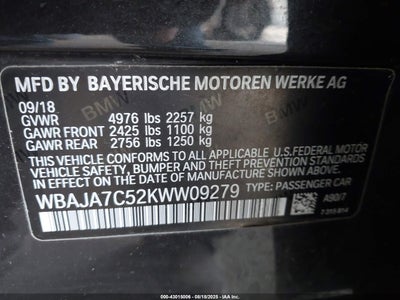 MFD BY BAYERISCHE MOTOREN WERKE AG
09/18
GVWR 4976 lbs 2257 kg
GAWR FRONT 2425 lbs 1100 kg
GAWR REAR 2756 lbs 1250 kg
THIS VEHICLE CONFORMS TO ALL APPLICABLE U.S. FEDERAL MOTOR
VEHICLE SAFETY, BUMPER, AND THEFT PREVENTION STANDARDS IN
EFFECT ON THE DATE OF MANUFACTURE SHOWN ABOVE.
WBAJA7C52KWW09279 TYPE: PASSENGER CAR
A90/7
000-43015006 - 08/18/2025 - IAAI.COM